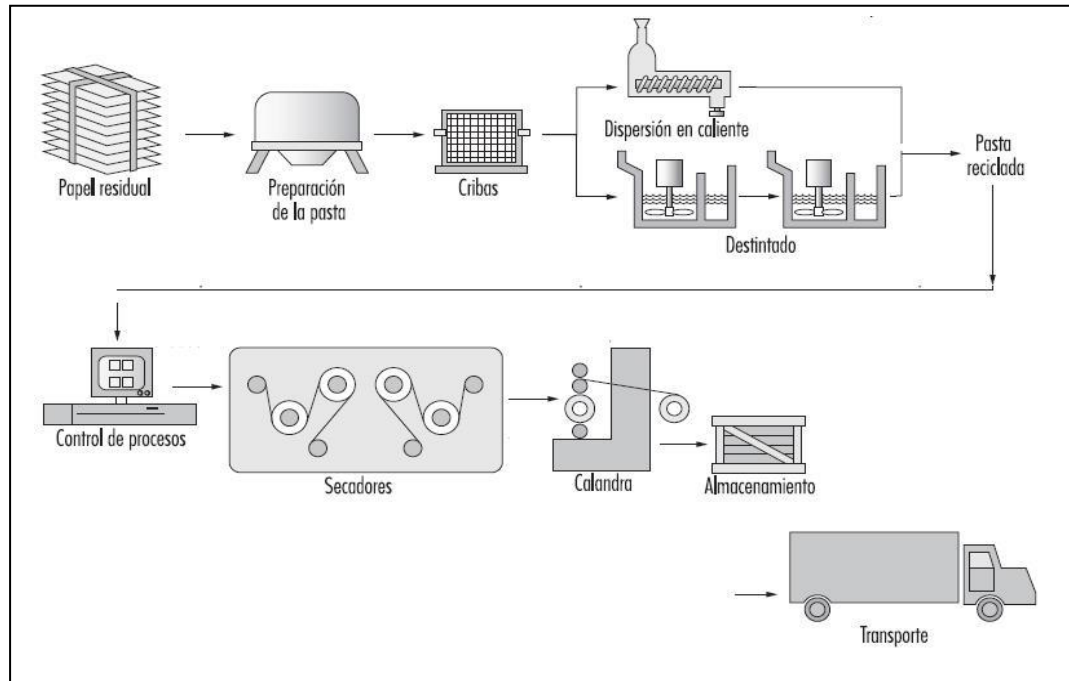 Papel residual
Preparación
de la pasta
Cribas
Dispersión en caliente
Destintado
Pasta
reciclada
Control de procesos
Secadores
Calandra
Almacenamiento
Transporte